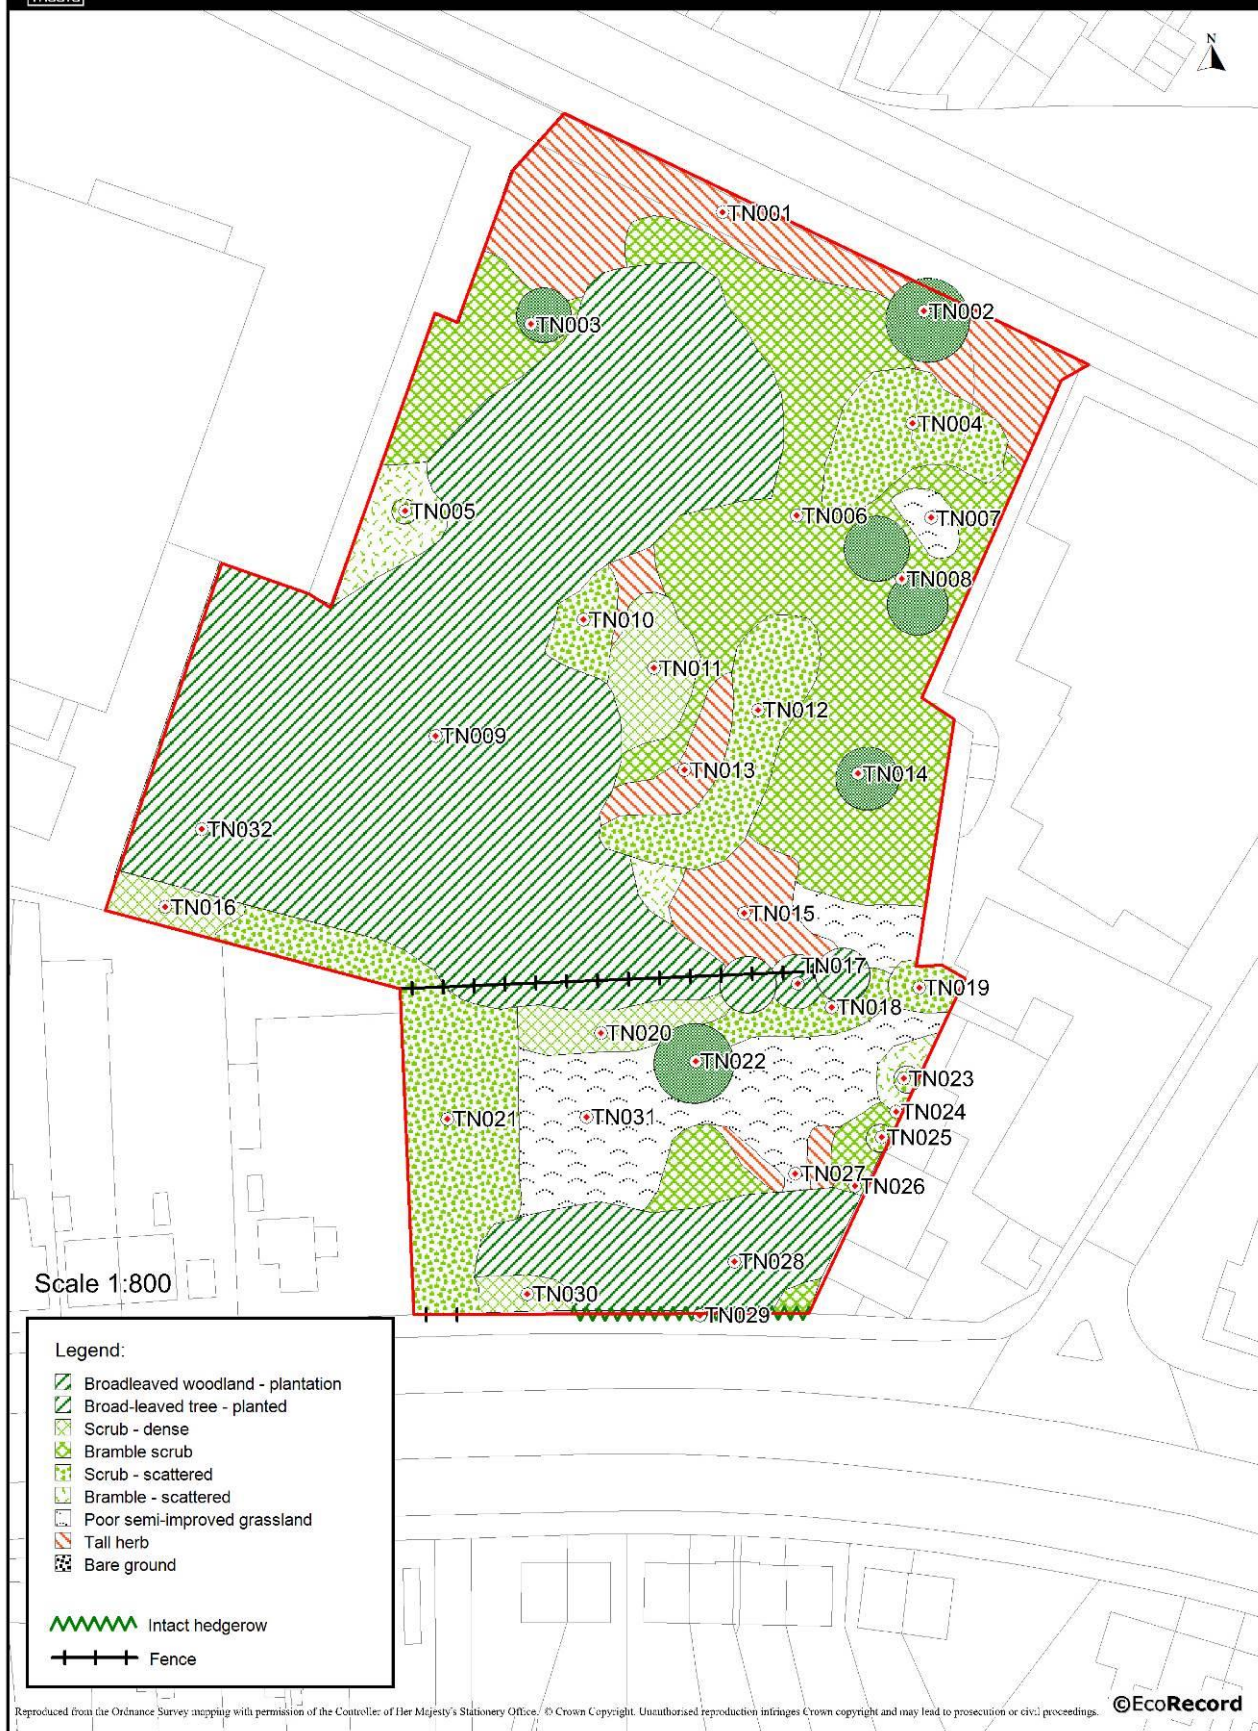 N
TN001
TN002
TN003
TN004
TN005
TN006
TN007
TN008
TN010
TN011
TN012
TN009
TN013
TN014
TN032
TN016
TN015
TN017
TN019
TN018
TN020
TN022
TN023
TN024
TN021
TN031
TN025
TN027
TN026
TN028
Scale 1:800
TN030
TN029
Legend:
Broadleaved woodland - plantation
Broad-leaved tree - planted
Scrub - dense
Bramble scrub
Scrub - scattered
Bramble - scattered
Poor semi-improved grassland
Tall herb
Bare ground
Intact hedgerow
Fence
©EcoRecord
Reproduced from the Ordnance Survey mapping with permission of the Controller of Her Majesty's Stationery Office. © Crown Copyright. Unauthorised reproduction infringes Crown copyright and may lead to prosecution or civil proceedings.